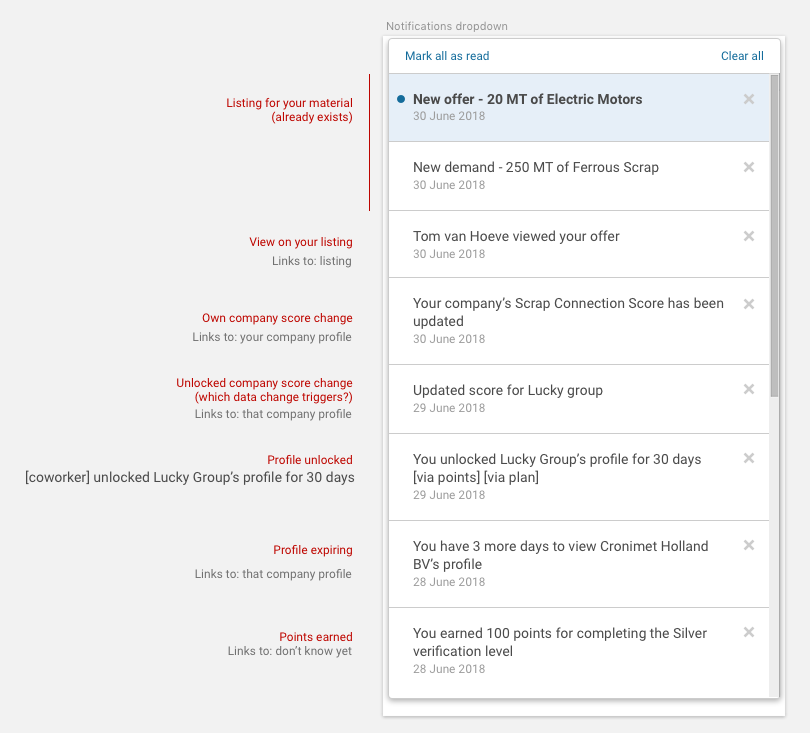 Notifications dropdown
Mark all as read
Clear all
Listing for your material
(already exists)
New offer - 20 MT of Electric Motors
30 June 2018
New demand - 250 MT of Ferrous Scrap
30 June 2018
View on your listing
Links to: listing
Tom van Hoeve viewed your offer
30 June 2018
Own company score change
Links to: your company profile
Your company’s Scrap Connection Score has been
updated
30 June 2018
Unlocked company score change
(which data change triggers?)
Links to: that company profile
Updated score for Lucky group
29 June 2018
Profile unlocked
[coworker] unlocked Lucky Group’s profile for 30 days
You unlocked Lucky Group’s profile for 30 days
[via points] [via plan]
29 June 2018
Profile expiring
Links to: that company profile
You have 3 more days to view Cronimet Holland
BV’s profile
28 June 2018
Points earned
Links to: don’t know yet
You earned 100 points for completing the Silver
verification level
28 June 2018